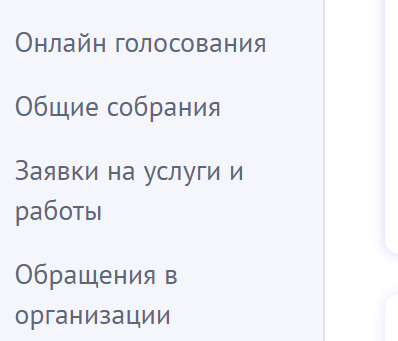 Онлайн голосования
Общие собрания
Заявки на услуги и
работы
Обращения в
организации